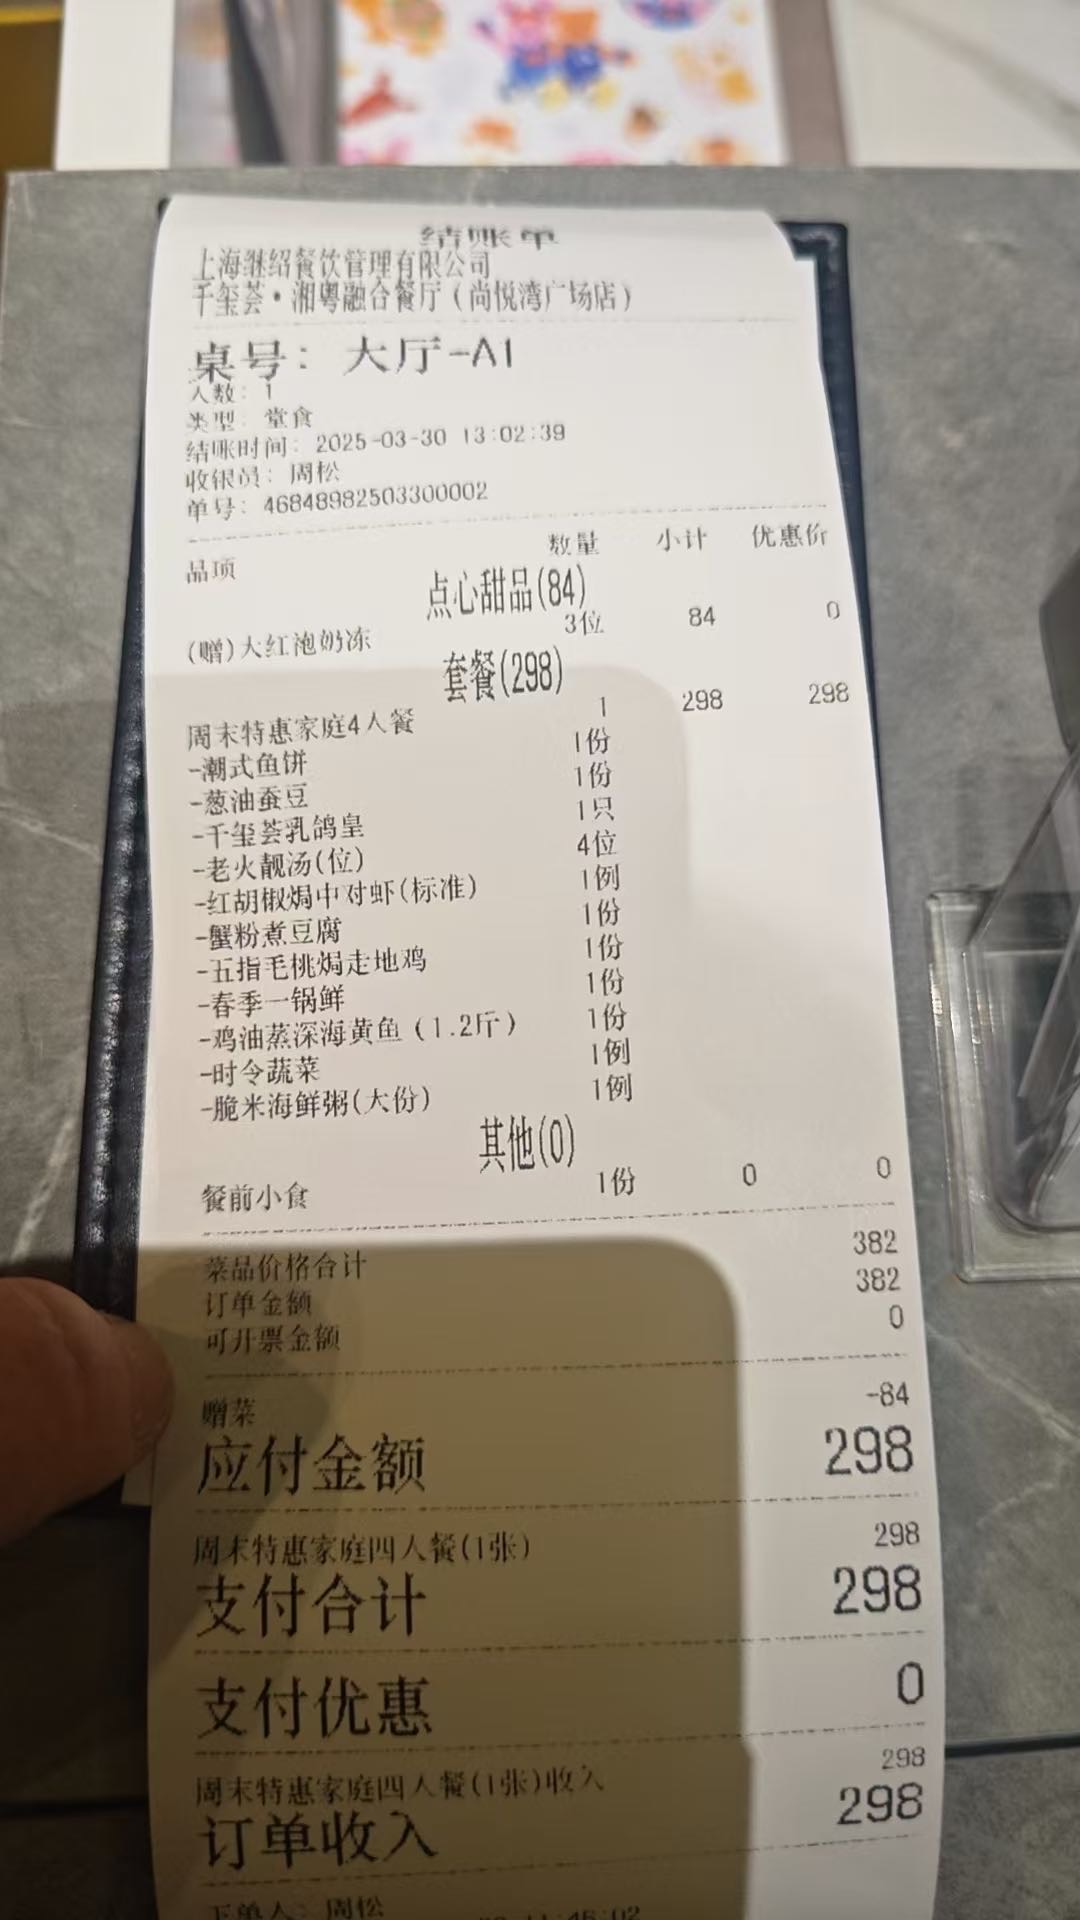 结账单
上海继绍餐饮管理有限公司
千玺荟·湘粤融合餐厅(尚悦湾广场店)
桌号: 大厅-A1
人数: 1
类型: 堂食
结账时间: 2025-03-30 13:02:39
收银员: 周松
单号: 46848982503300002
品项 数量 小计 优惠价
点心甜品(84)
(赠)大红袍奶冻 3位 84 0
套餐(298)
周末特惠家庭4人餐 1 298 298
-潮式鱼饼 1份
-葱油蚕豆 1份
-千玺荟乳鸽皇 1只
-老火靓汤(位) 4位
-红胡椒焗中对虾(标准) 1例
-蟹粉煮豆腐 1份
-五指毛桃焗走地鸡 1份
-春季一锅鲜 1份
-鸡油蒸深海黄鱼(1.2斤) 1份
-时令蔬菜 1例
-脆米海鲜粥(大份) 1例
其他(0)
餐前小食 1份 0 0
菜品价格合计 382
订单金额 382
可开票金额 0
赠菜 -84
应付金额 298
周末特惠家庭四人餐(1张) 298
支付合计 298
支付优惠 0
周末特惠家庭四人餐(1张)收入 298
订单收入 298
下单人: 周松